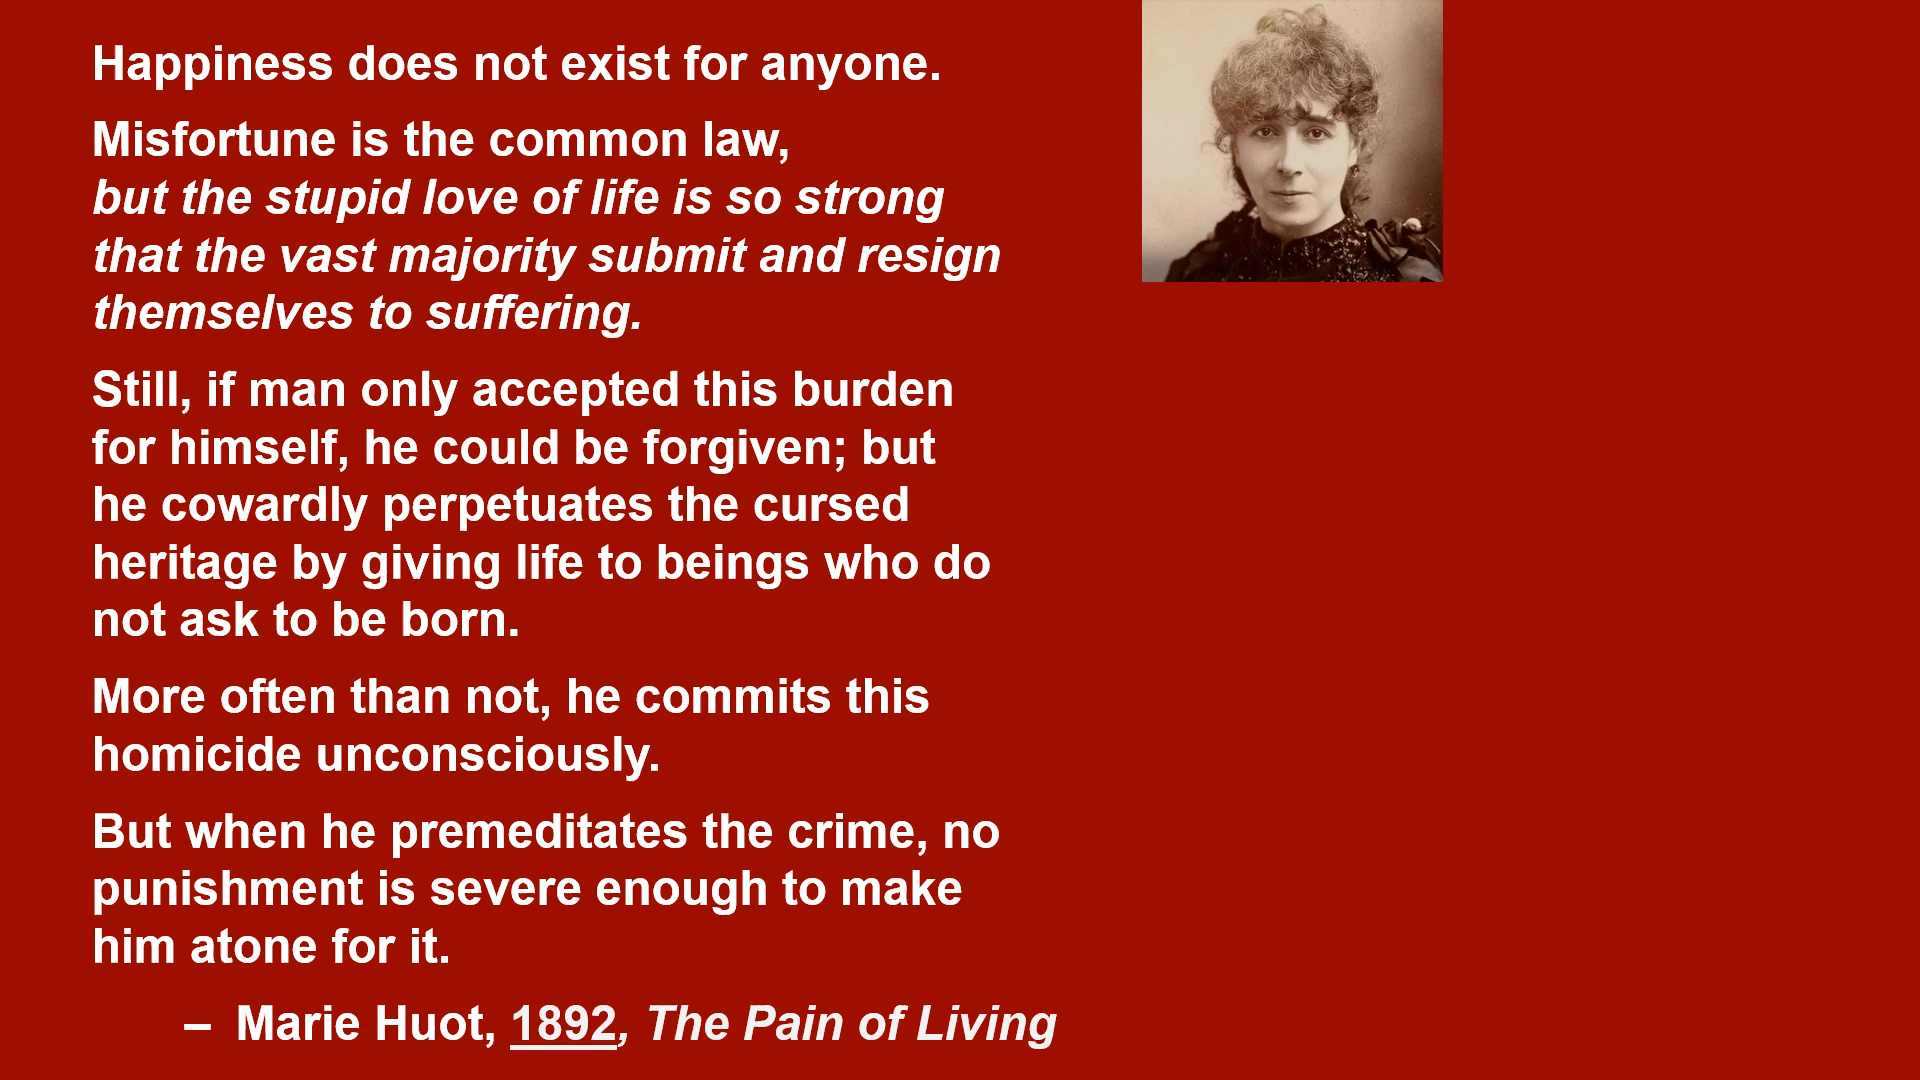 Happiness does not exist for anyone.
Misfortune is the common law,
but the stupid love of life is so strong
that the vast majority submit and resign
themselves to suffering.
Still, if man only accepted this burden
for himself, he could be forgiven; but
he cowardly perpetuates the cursed
heritage by giving life to beings who do
not ask to be born.
More often than not, he commits this
homicide unconsciously.
But when he premeditates the crime, no
punishment is severe enough to make
him atone for it.
– Marie Huot, 1892, The Pain of Living